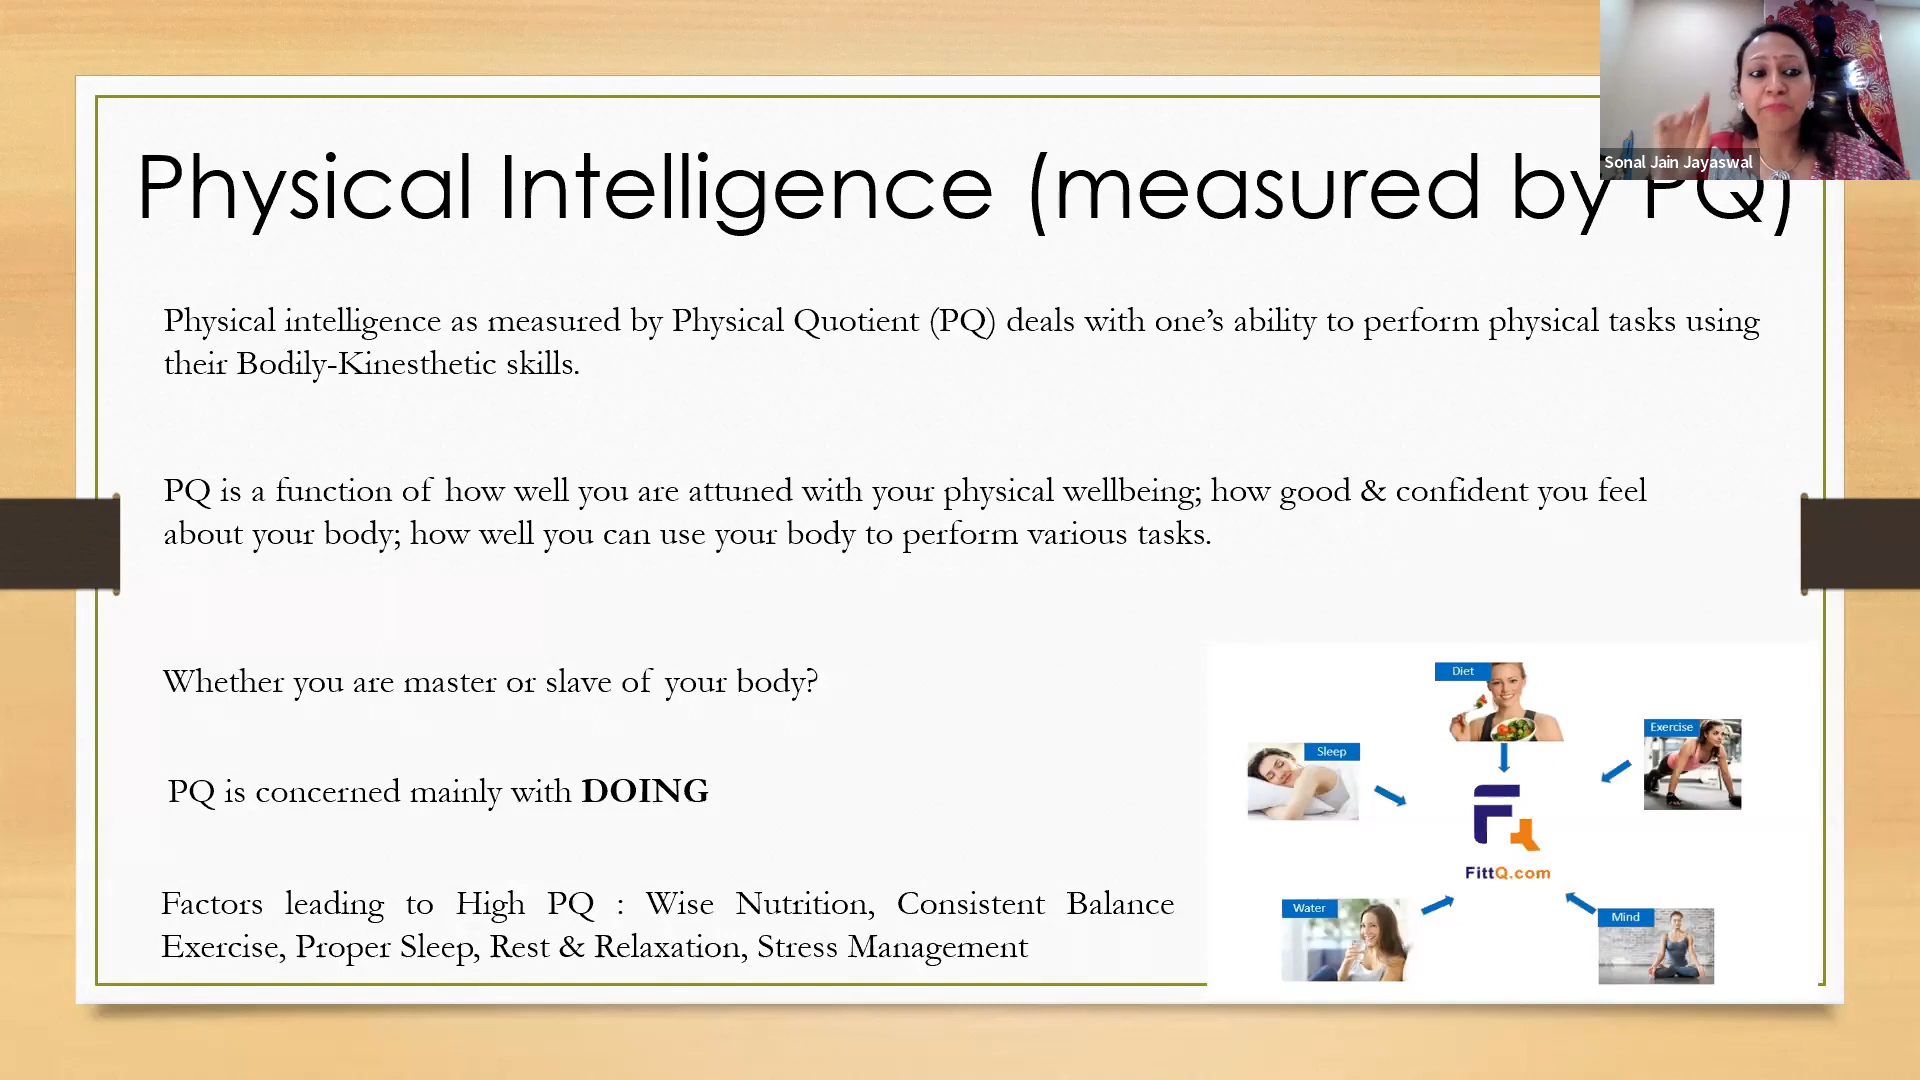 Sonal Jain Jayaswal
Physical Intelligence (measured by PQ)
Physical intelligence as measured by Physical Quotient (PQ) deals with one’s ability to perform physical tasks using
their Bodily-Kinesthetic skills.
PQ is a function of how well you are attuned with your physical wellbeing; how good & confident you feel
about your body; how well you can use your body to perform various tasks.
Whether you are master or slave of your body?
PQ is concerned mainly with DOING
Factors leading to High PQ : Wise Nutrition, Consistent Balance
Exercise, Proper Sleep, Rest & Relaxation, Stress Management
Diet
Exercise
Sleep
FQ
FittQ.com
Water
Mind